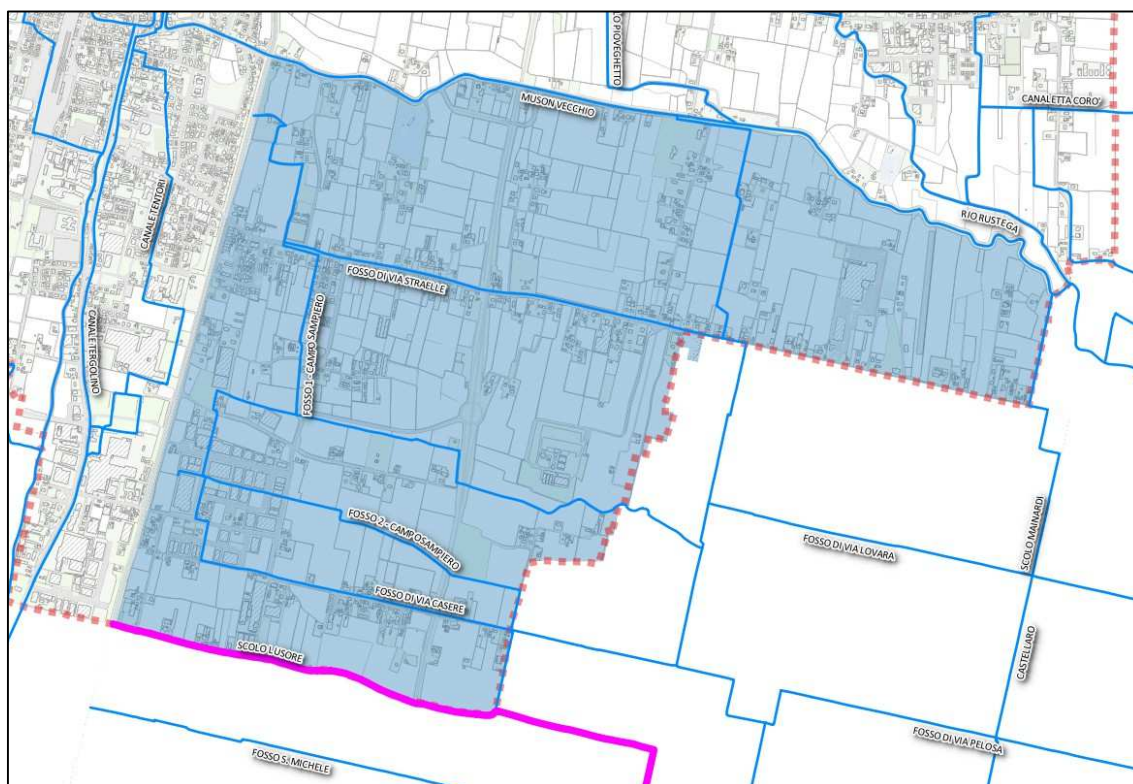 O PIOVEGHETTO
MUSON VECCHIO
CANALETTA CORO'
CANALE TENTORI
RIO RUSTEGA
FOSSO DI VIA STRAELLE
FOSSO 1 - CAMPO SAMPIERO
CANALE TERGOLINO
FOSSO 2 - CAMPOSAMPIERO
FOSSO DI VIA LOVARA
SCOLO MAINARDI
FOSSO DI VIA CASERE
SCOLO LUSORE
CASTELLARO
FOSSO DI VIA PELOSA
FOSSO S. MICHELE